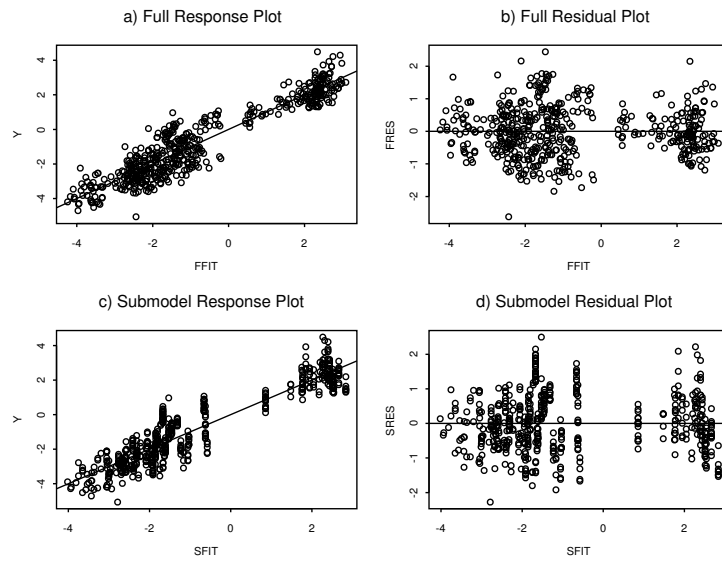 a) Full Response Plot
Y
4
2
0
-2
-4
-4 -2 0 2
FFIT
b) Full Residual Plot
FRES
2
1
0
-1
-2
-4 -2 0 2
FFIT
c) Submodel Response Plot
Y
4
2
0
-2
-4
-4 -2 0 2
SFIT
d) Submodel Residual Plot
SRES
2
1
0
-1
-2
-4 -2 0 2
SFIT